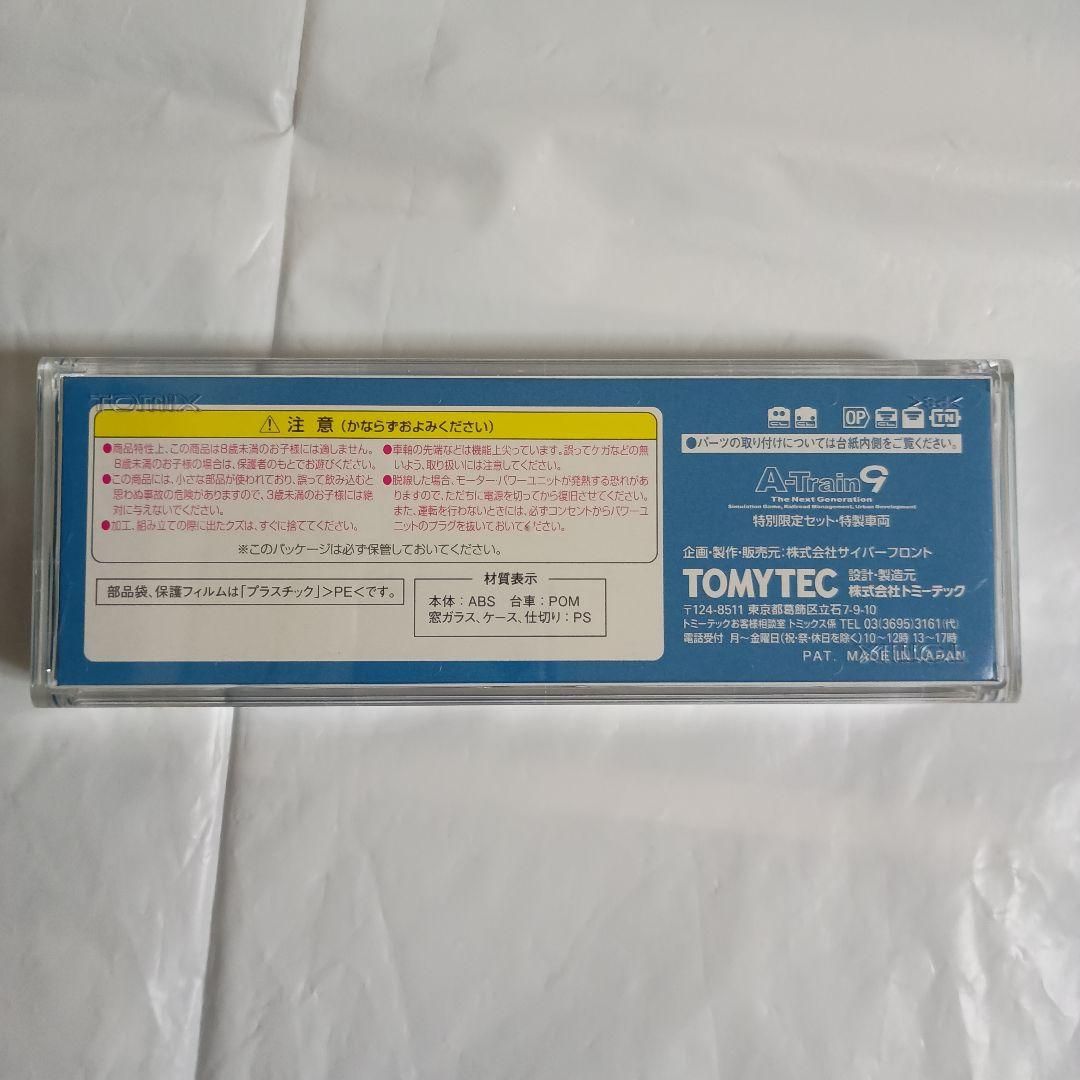 TOMIX
⚠ 注意（かならずおよみください）
●商品特性上、この商品は8歳未満のお子様には適しません。
8歳未満のお子様の場合は、保護者のもとでお遊びください。
●この商品には、小さな部品が使われており、誤って飲み込むと
思わぬ事故の危険がありますので、3歳未満のお子様には絶
対に与えないでください。
●加工、組み立ての際に出たクズは、すぐに捨ててください。
●車軸の先端などは機能上尖っています。誤ってケガなどの無
いよう、取り扱いには注意してください。
●脱線した場合、モーター・パワーユニットが発熱する恐れがあ
りますので、ただちに電源を切ってから復旧させてください。
また、運転を行わないときには、必ずコンセントからパワーユ
ニットのプラグを抜いておいてください。
※このパッケージは必ず保管しておいてください。
部品袋、保護フィルムは「プラスチック」>PE<です。
材質表示
本体：ABS 台車：POM
窓ガラス、ケース、仕切り：PS
OP
TN
●パーツの取り付けについては台紙内側をご覧ください。
A-Train9
The Next Generation
Simulation Game, Railroad Management, Urban Development
特別限定セット・特製車両
企画・製作・販売元：株式会社サイバーフロント
TOMYTEC 設計・製造元
株式会社トミーテック
〒124-8511 東京都葛飾区立石7-9-10
トミーテックお客様相談室 トミックス係 TEL 03(3695)3161(代)
電話受付 月〜金曜日(祝・祭・休日を除く)10〜12時 13〜17時
PAT. MADE IN JAPAN